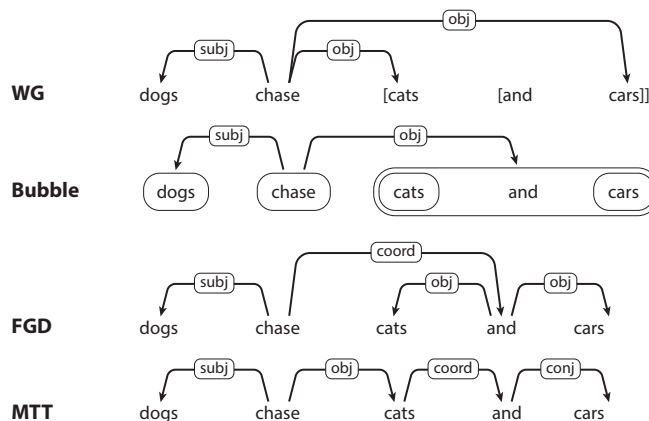 obj
subj obj
WG dogs chase [cats [and cars]]
subj obj
Bubble dogs chase cats and cars
coord
subj obj obj
FGD dogs chase cats and cars
subj obj coord conj
MTT dogs chase cats and cars